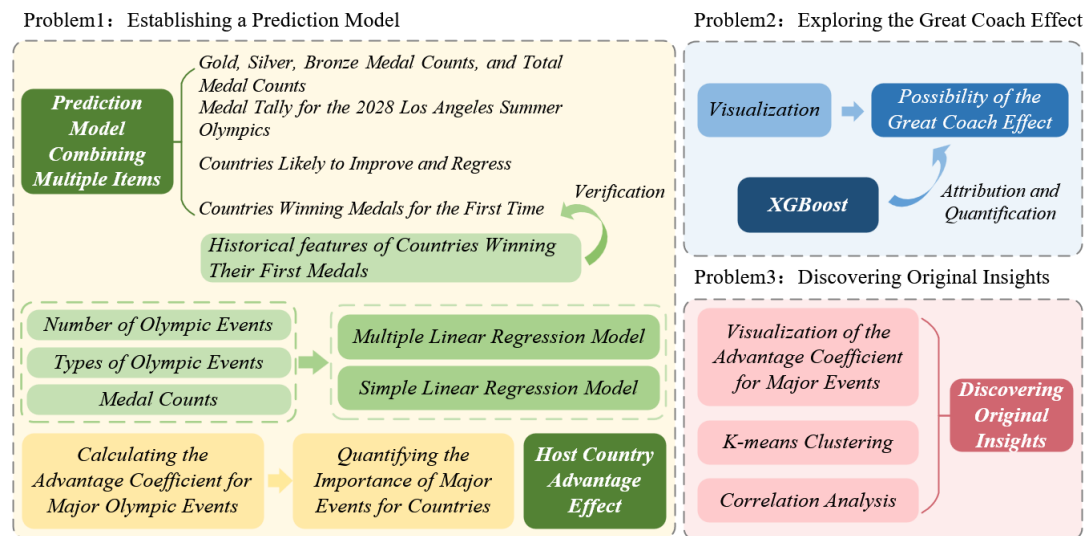 Problem1：Establishing a Prediction Model
Prediction
Model
Combining
Multiple Items
Gold, Silver, Bronze Medal Counts, and Total
Medal Counts
Medal Tally for the 2028 Los Angeles Summer
Olympics
Countries Likely to Improve and Regress
Countries Winning Medals for the First Time
Verification
Historical features of Countries Winning
Their First Medals
Number of Olympic Events
Types of Olympic Events
Medal Counts
Multiple Linear Regression Model
Simple Linear Regression Model
Calculating the
Advantage Coefficient for
Major Olympic Events
Quantifying the
Importance of Major
Events for Countries
Host Country
Advantage
Effect
Problem2：Exploring the Great Coach Effect
Visualization
Possibility of the
Great Coach Effect
XGBoost
Attribution and
Quantification
Problem3：Discovering Original Insights
Visualization of the
Advantage Coefficient
for Major Events
K-means Clustering
Correlation Analysis
Discovering
Original
Insights